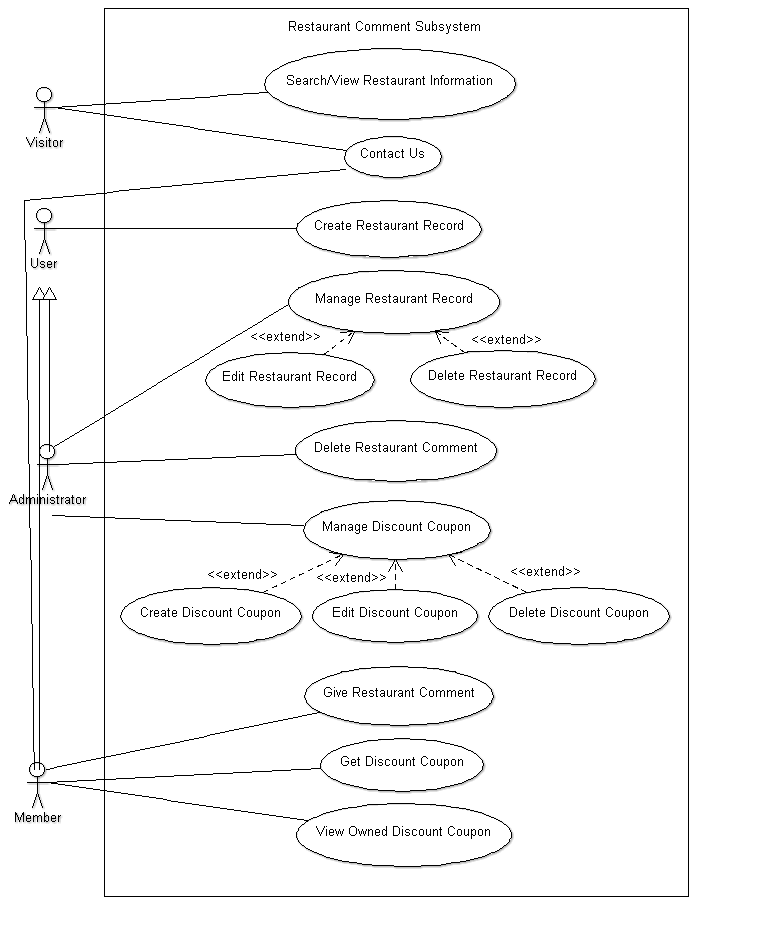 Restaurant Comment Subsystem
Search/View Restaurant Information
Visitor
Contact Us
Create Restaurant Record
User
Manage Restaurant Record
<<extend>>
<<extend>>
Edit Restaurant Record
Delete Restaurant Record
Delete Restaurant Comment
Administrator
Manage Discount Coupon
<<extend>>
<<extend>>
<<extend>>
Create Discount Coupon
Edit Discount Coupon
Delete Discount Coupon
Give Restaurant Comment
Get Discount Coupon
Member
View Owned Discount Coupon